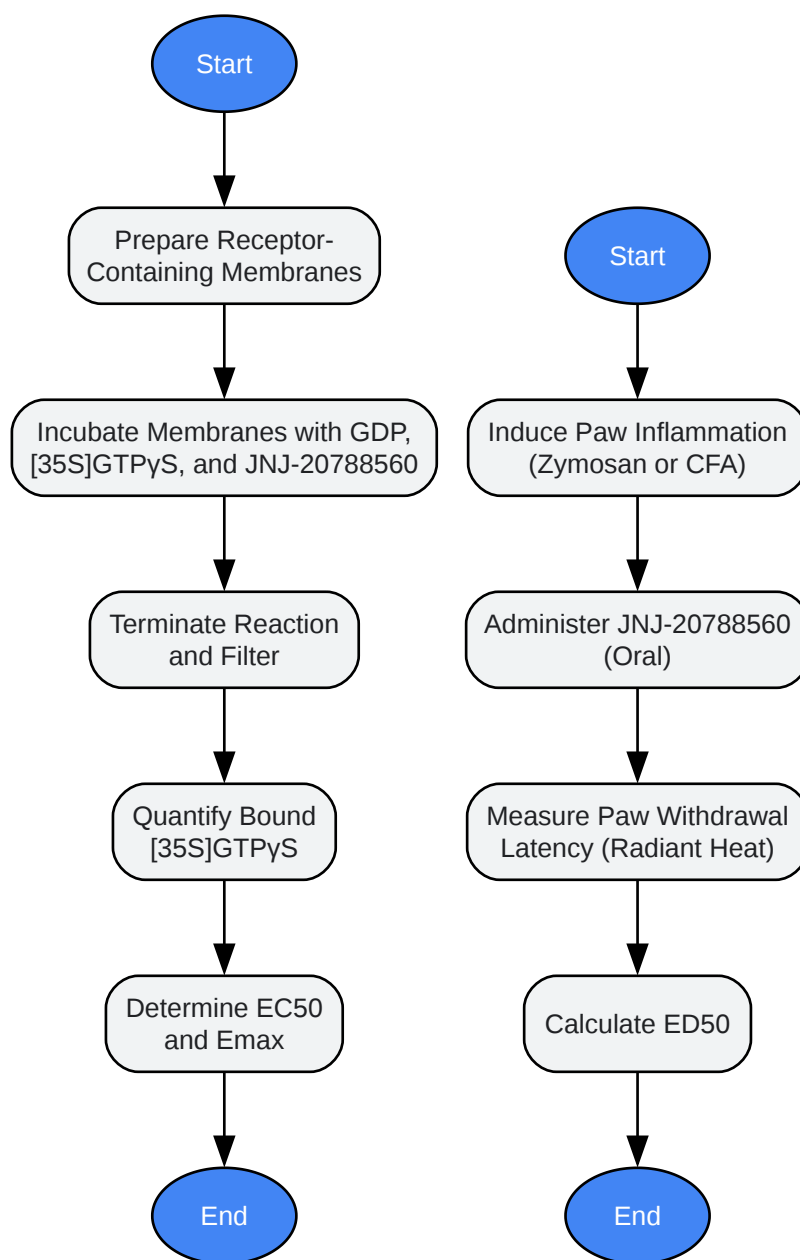 Start
Prepare Receptor-
Containing Membranes
Incubate Membranes with GDP,
[35S]GTPγS, and JNJ-20788560
Terminate Reaction
and Filter
Quantify Bound
[35S]GTPγS
Determine EC50
and Emax
End
Start
Induce Paw Inflammation
(Zymosan or CFA)
Administer JNJ-20788560
(Oral)
Measure Paw Withdrawal
Latency (Radiant Heat)
Calculate ED50
End